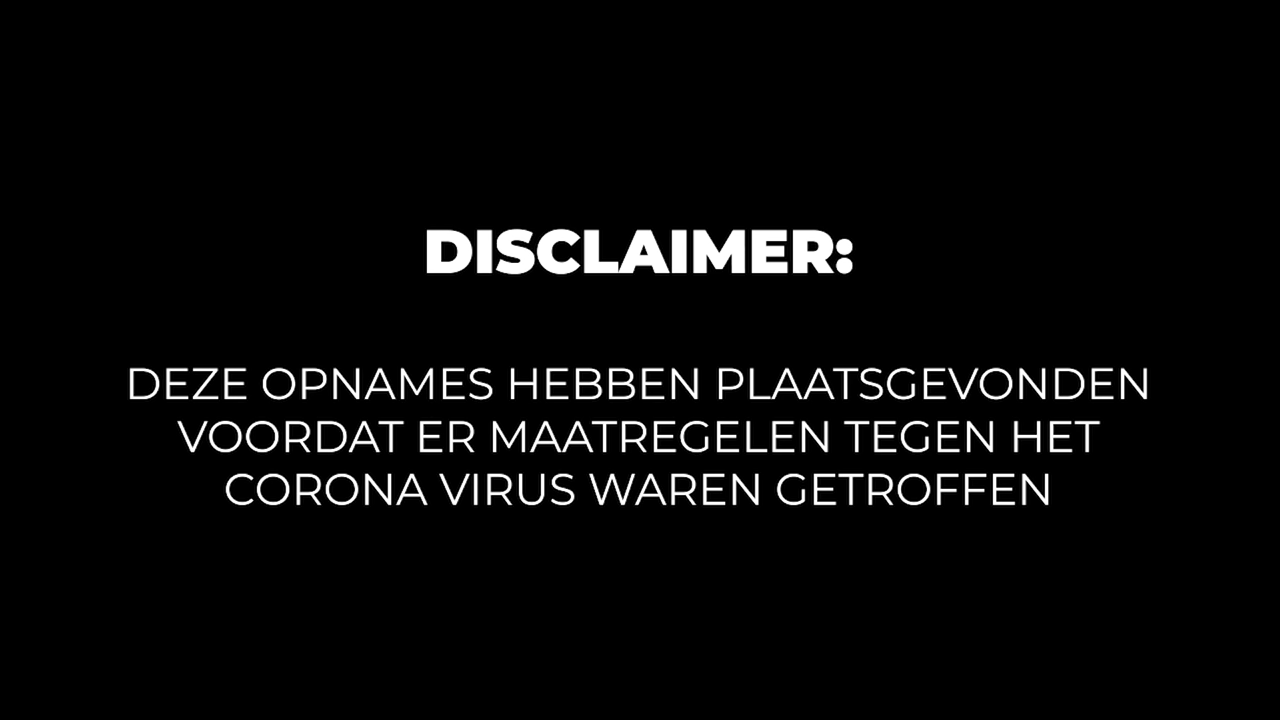 DISCLAIMER:
DEZE OPNAMES HEBBEN PLAATSGEVONDEN
VOORDAT ER MAATREGELEN TEGEN HET
CORONA VIRUS WAREN GETROFFEN